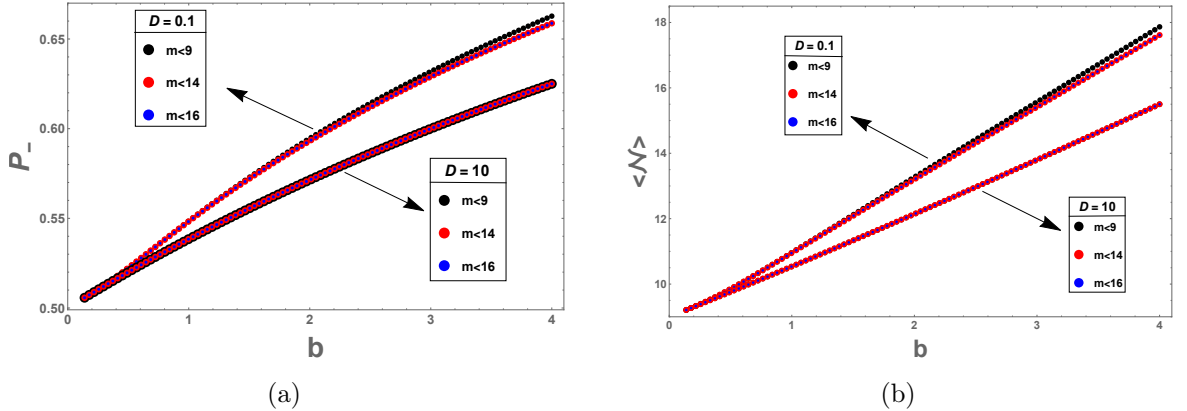 D = 0.1
m<9
m<14
m<16
D = 10
m<9
m<14
m<16
P_
0.65
0.60
0.55
0.50
0
1
2
3
4
b
(a)
D = 0.1
m<9
m<14
m<16
D = 10
m<9
m<14
m<16
<N>
18
16
14
12
10
0
1
2
3
4
b
(b)